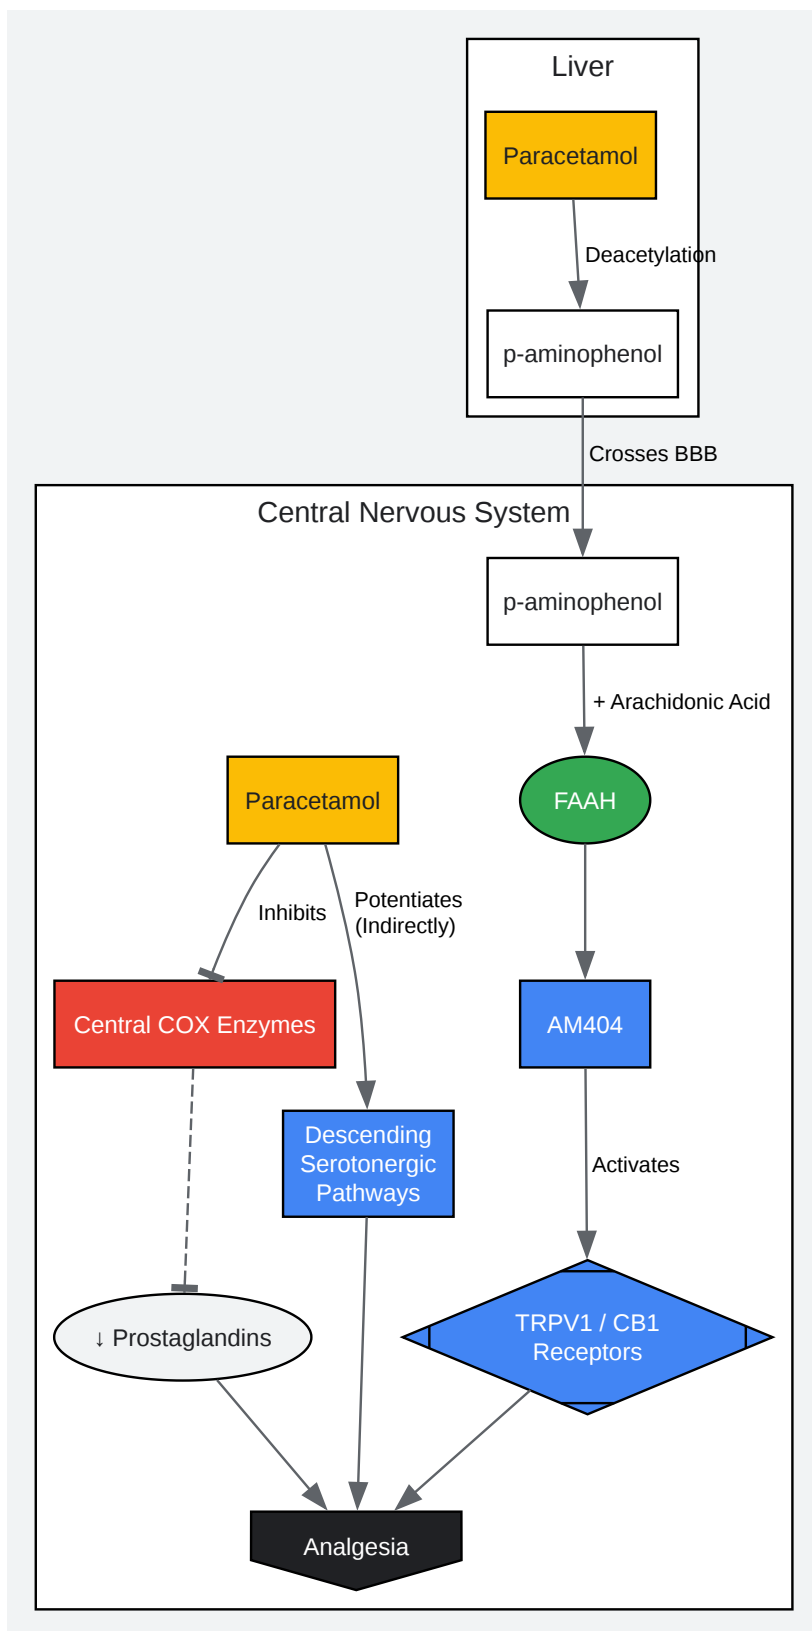 Liver
Paracetamol
Deacetylation
p-aminophenol
Crosses BBB
Central Nervous System
p-aminophenol
+ Arachidonic Acid
Paracetamol
FAAH
Inhibits
Potentiates
(Indirectly)
Central COX Enzymes
AM404
Descending
Serotonergic
Pathways
Activates
↓ Prostaglandins
TRPV1 / CB1
Receptors
Analgesia